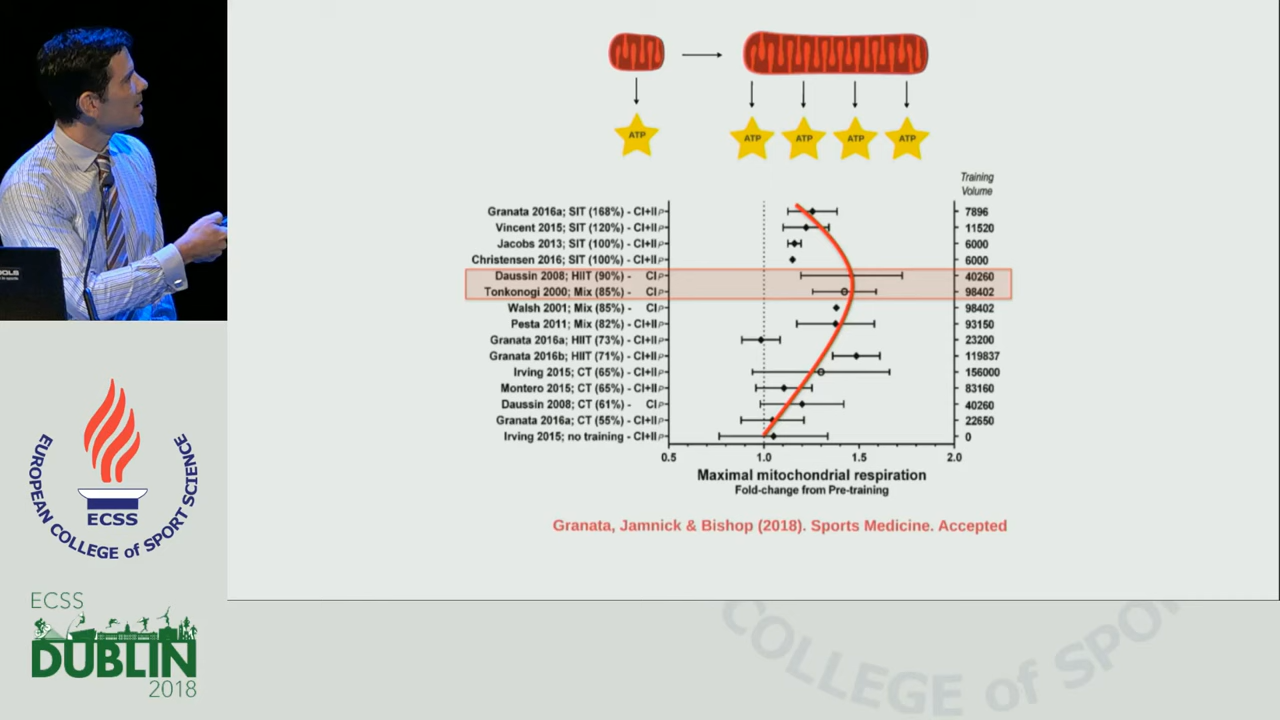 ATP
ATP ATP ATP ATP
Training
Volume
Granata 2016a; SIT (168%) - CI+IIP 7896
Vincent 2015; SIT (120%) - CI+IIP 11520
Jacobs 2013; SIT (100%) - CI+IIP 6000
Christensen 2016; SIT (100%) - CI+IIP 6000
Daussin 2008; HIIT (90%) - CIP 40260
Tonkonogi 2000; Mix (85%) - CIP 98402
Walsh 2001; Mix (85%) - CIP 98402
Pesta 2011; Mix (82%) - CI+IIP 93150
Granata 2016a; HIIT (73%) - CI+IIP 23200
Granata 2016b; HIIT (71%) - CI+IIP 119837
Irving 2015; CT (65%) - CI+IIP 156000
Montero 2015; CT (65%) - CI+IIP 83160
Daussin 2008; CT (61%) - CIP 40260
Granata 2016a; CT (55%) - CI+IIP 22650
Irving 2015; no training - CI+IIP 0
0.5 1.0 1.5 2.0
Maximal mitochondrial respiration
Fold-change from Pre-training
Granata, Jamnick & Bishop (2018). Sports Medicine. Accepted
EUROPEAN COLLEGE of SPORT SCIENCE
ECSS
ECSS
DUBLIN
2018
COLLEGE of SPOR